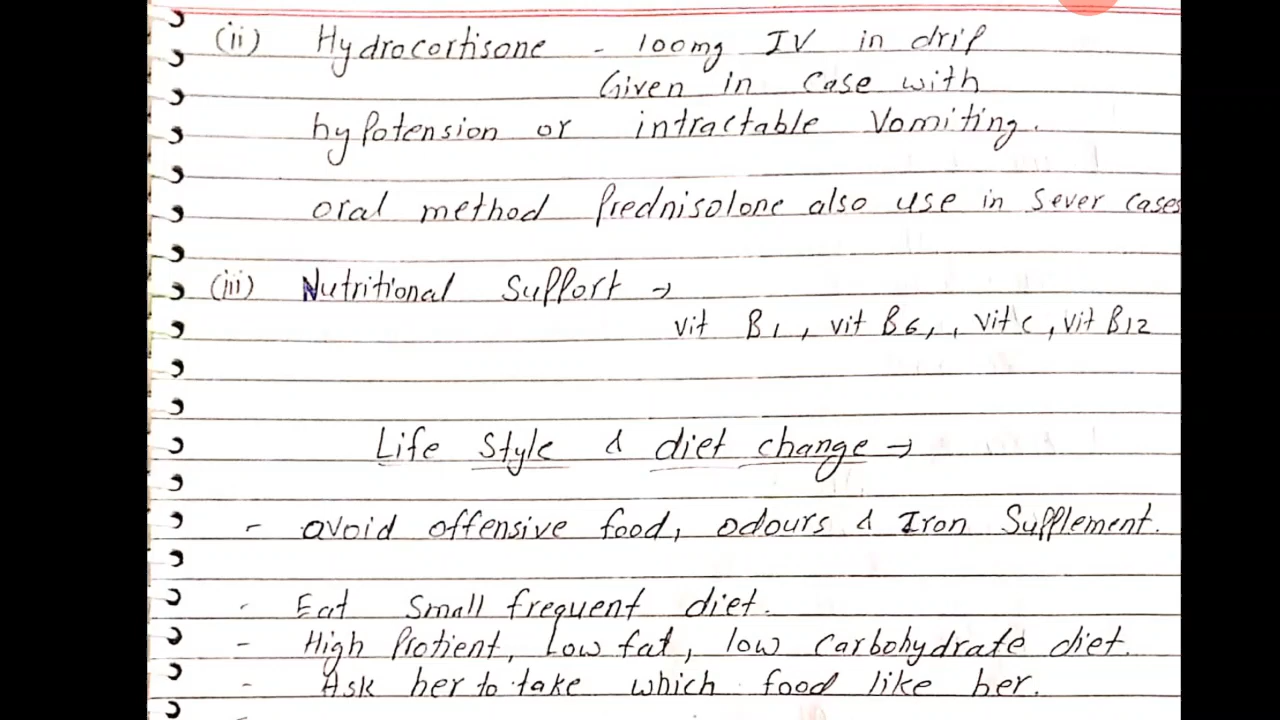 (ii) Hydrocortisone - 100mg IV in drip
Given in Case with
hypotension or intractable Vomiting.
oral method Prednisolone also use in Sever Cases
(iii) Nutritional Support →
vit B1, vit B6,, vit c, vit B12
Life Style & diet change →
- avoid offensive food, odours & Iron Supplement.
- Eat Small frequent diet.
- High Protient, Low fat, low Carbohydrate diet.
- Ask her to take which food like her.
-